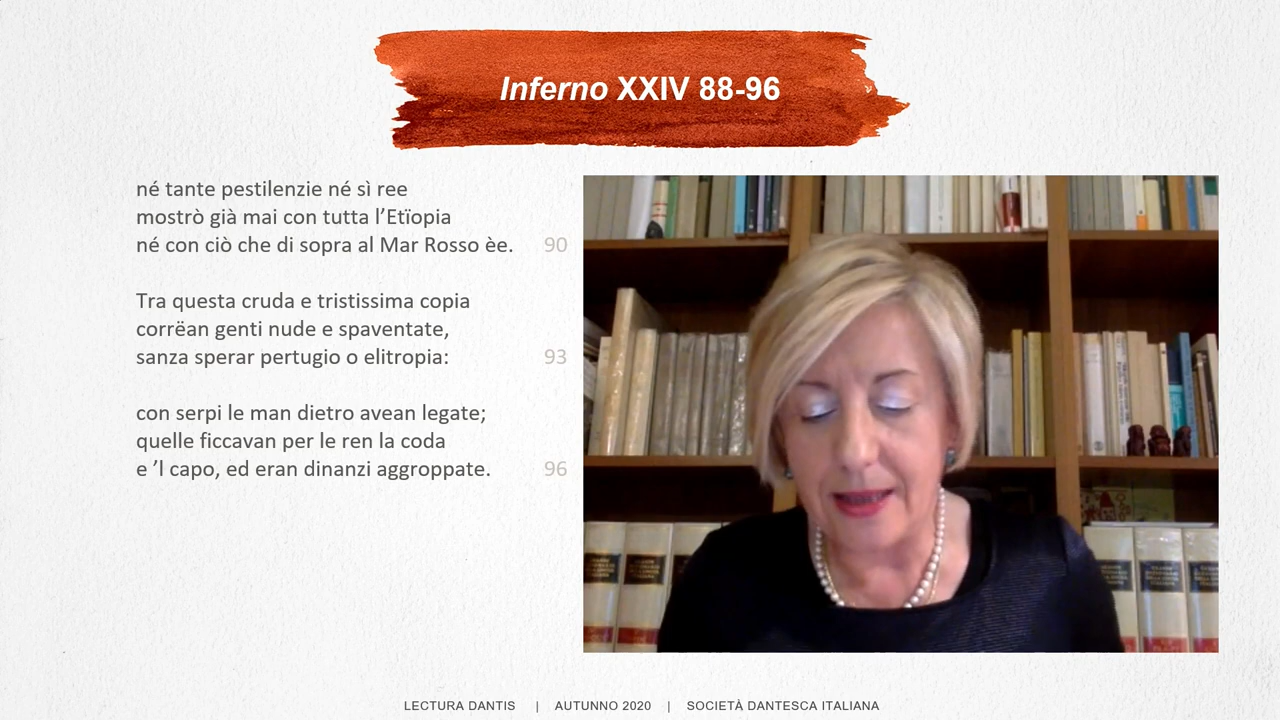 Inferno XXIV 88-96
né tante pestilenzie né sì ree
mostrò già mai con tutta l’Etïopia
né con ciò che di sopra al Mar Rosso èe. 90
Tra questa cruda e tristissima copia
corrëan genti nude e spaventate,
sanza sperar pertugio o elitropia: 93
con serpi le man dietro avean legate;
quelle ficcavan per le ren la coda
e ’l capo, ed eran dinanzi aggroppate. 96
LECTURA DANTIS | AUTUNNO 2020 | SOCIETÀ DANTESCA ITALIANA